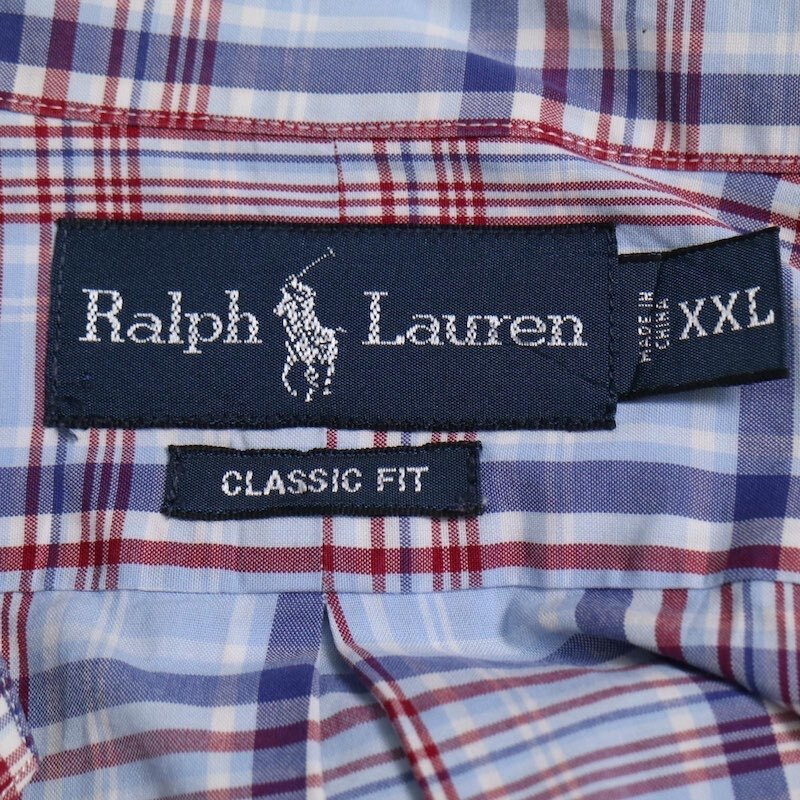 Ralph Lauren
MADE IN
CHINA
XXL
CLASSIC FIT